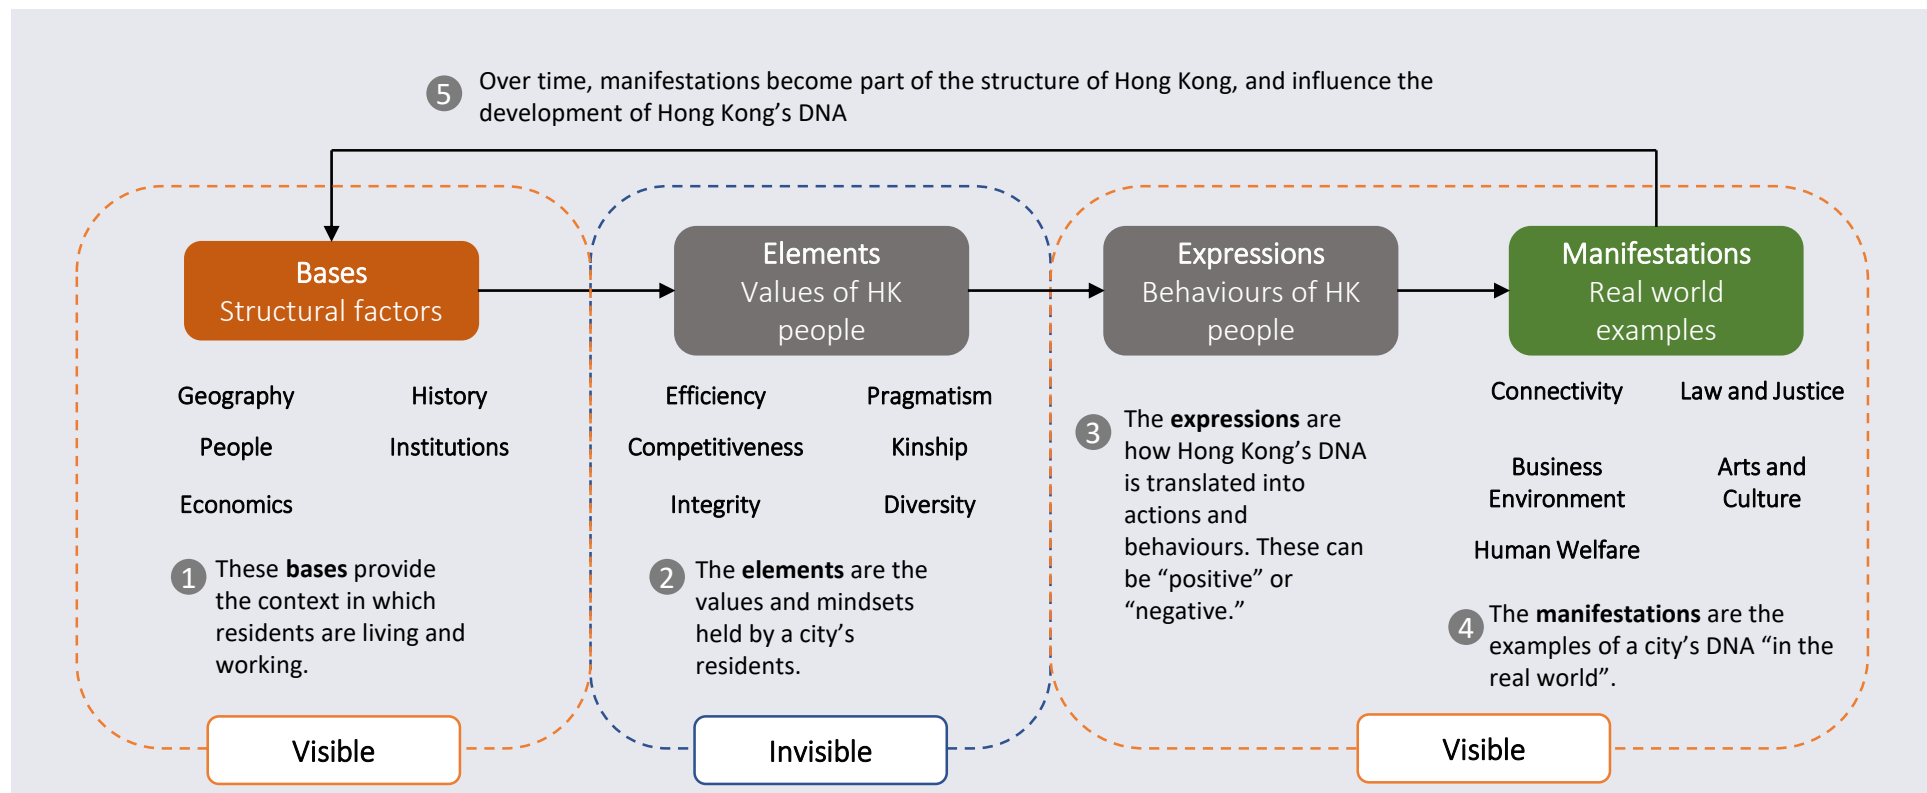 5
Over time, manifestations become part of the structure of Hong Kong, and influence the
development of Hong Kong’s DNA
Bases
Structural factors
Geography
History
People
Institutions
Economics
1
These bases provide
the context in which
residents are living and
working.
Visible
Elements
Values of HK
people
Efficiency
Pragmatism
Competitiveness
Kinship
Integrity
Diversity
2
The elements are the
values and mindsets
held by a city’s
residents.
Invisible
Expressions
Behaviours of HK
people
3
The expressions are
how Hong Kong’s DNA
is translated into
actions and
behaviours. These can
be “positive” or
“negative.”
Manifestations
Real world
examples
Connectivity
Law and Justice
Business
Environment
Arts and
Culture
Human Welfare
4
The manifestations are the
examples of a city’s DNA “in the
real world”.
Visible